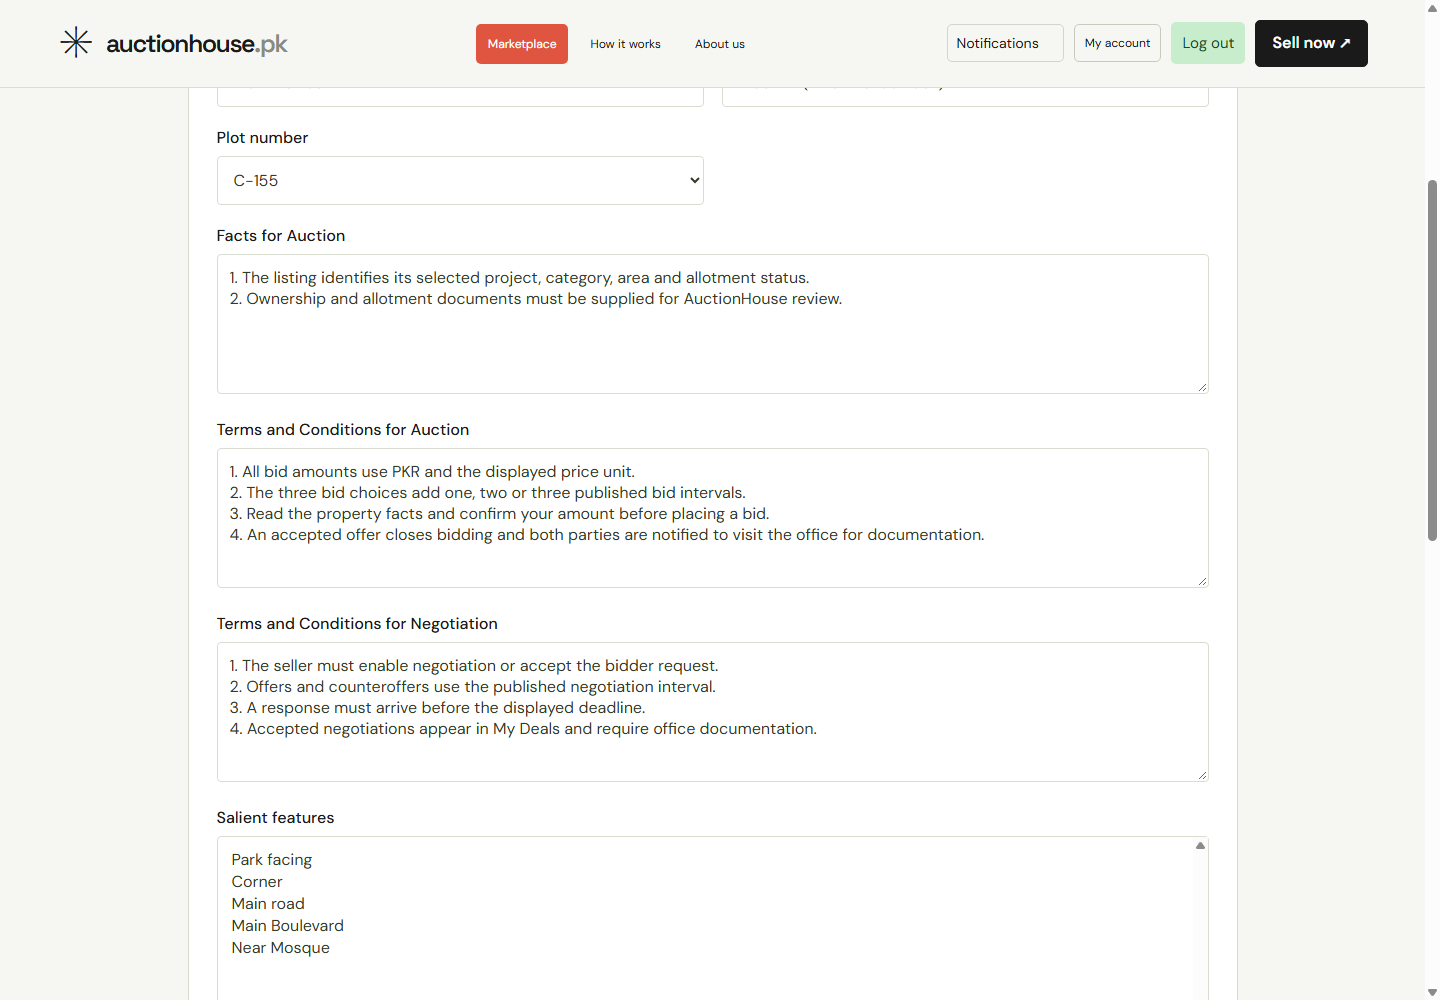 auctionhouse.pk
Marketplace
How it works
About us
Notifications
My account
Log out
Sell now ↗
Plot number
C-155
Facts for Auction
1. The listing identifies its selected project, category, area and allotment status.
2. Ownership and allotment documents must be supplied for AuctionHouse review.
Terms and Conditions for Auction
1. All bid amounts use PKR and the displayed price unit.
2. The three bid choices add one, two or three published bid intervals.
3. Read the property facts and confirm your amount before placing a bid.
4. An accepted offer closes bidding and both parties are notified to visit the office for documentation.
Terms and Conditions for Negotiation
1. The seller must enable negotiation or accept the bidder request.
2. Offers and counteroffers use the published negotiation interval.
3. A response must arrive before the displayed deadline.
4. Accepted negotiations appear in My Deals and require office documentation.
Salient features
Park facing
Corner
Main road
Main Boulevard
Near Mosque